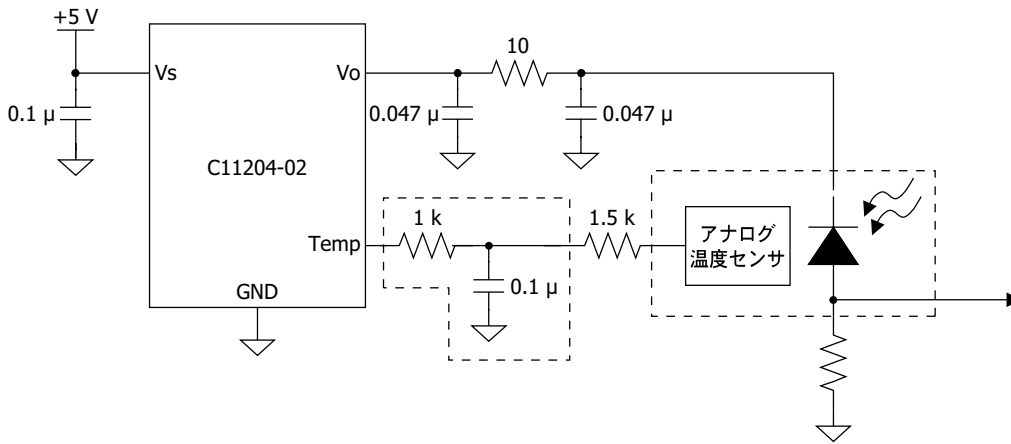 +5 V
Vs
0.1 µ
C11204-02
Vo
10
0.047 µ
0.047 µ
Temp
GND
1 k
0.1 µ
1.5 k
アナログ
温度センサ